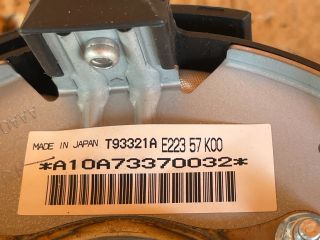 MADE IN JAPAN T93321A E223 57 K00
*A10A73370032*